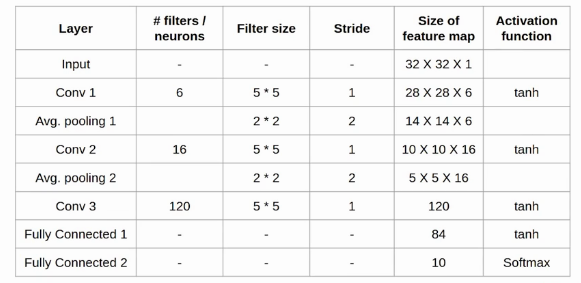 Layer # filters / neurons Filter size Stride Size of feature map Activation function
Input - - - 32 X 32 X 1
Conv 1 6 5 * 5 1 28 X 28 X 6 tanh
Avg. pooling 1 2 * 2 2 14 X 14 X 6
Conv 2 16 5 * 5 1 10 X 10 X 16 tanh
Avg. pooling 2 2 * 2 2 5 X 5 X 16
Conv 3 120 5 * 5 1 120 tanh
Fully Connected 1 - - - 84 tanh
Fully Connected 2 - - - 10 Softmax